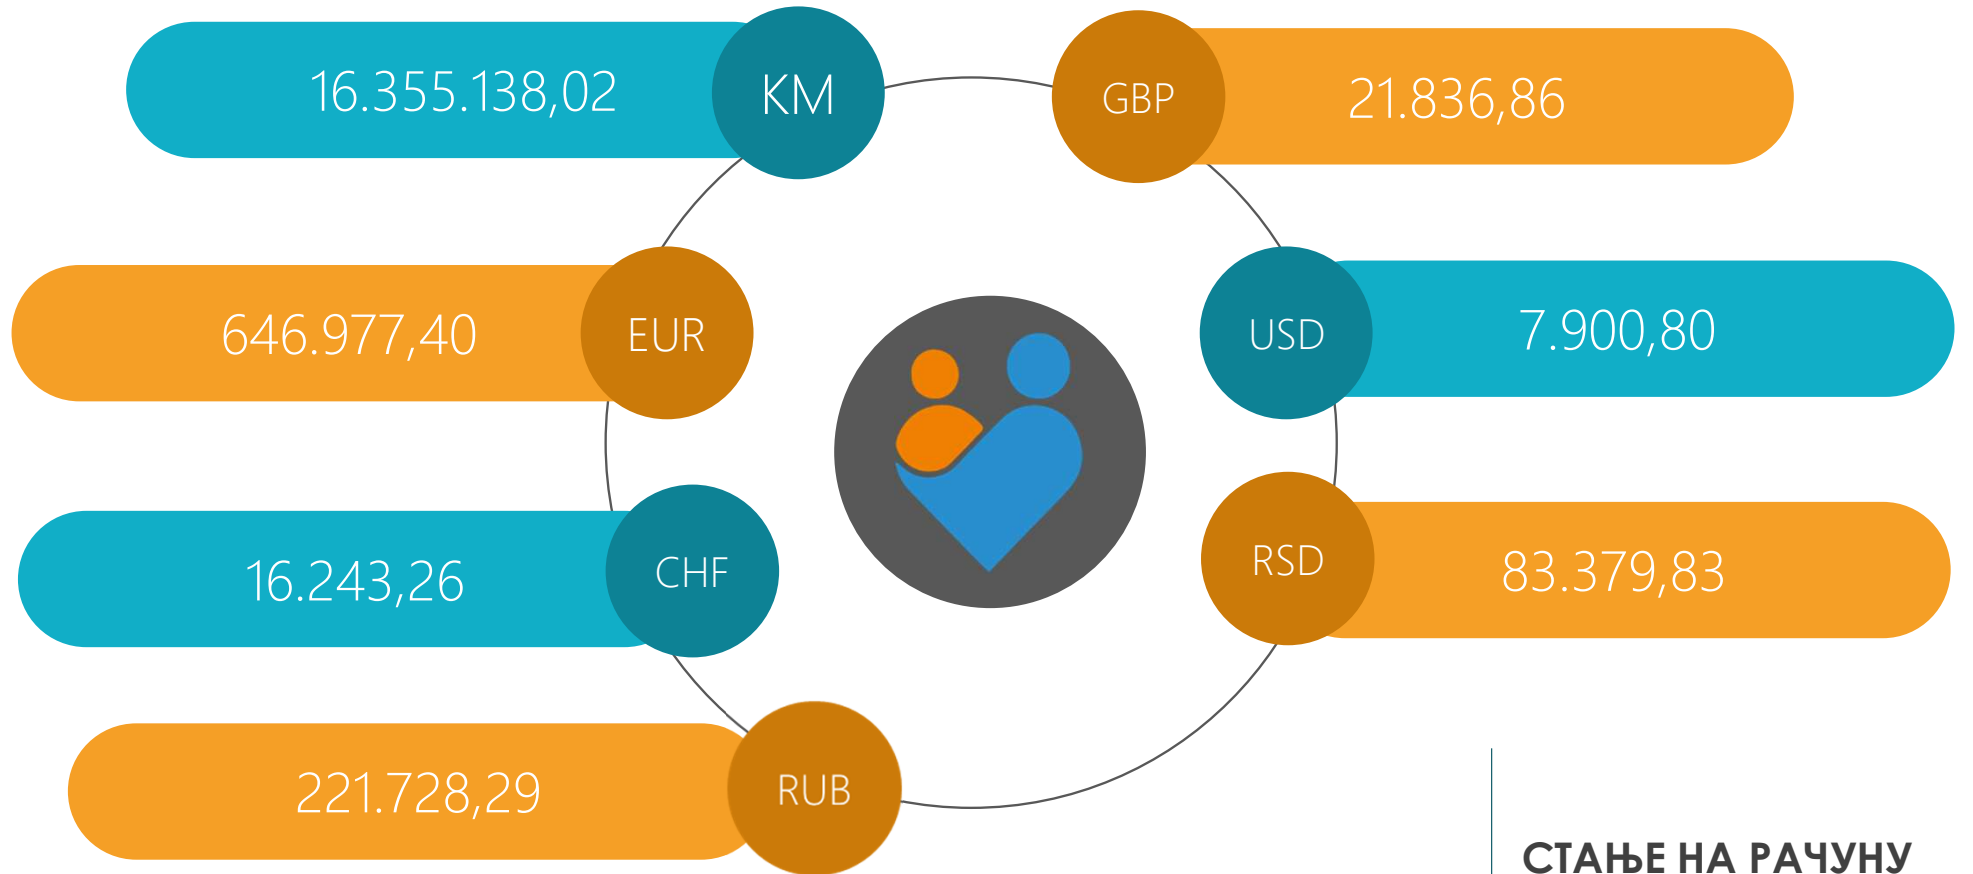 16.355.138,02
KM
GBP
21.836,86
646.977,40
EUR
USD
7.900,80
16.243,26
CHF
RSD
83.379,83
221.728,29
RUB
СТАЊЕ НА РАЧУНУ